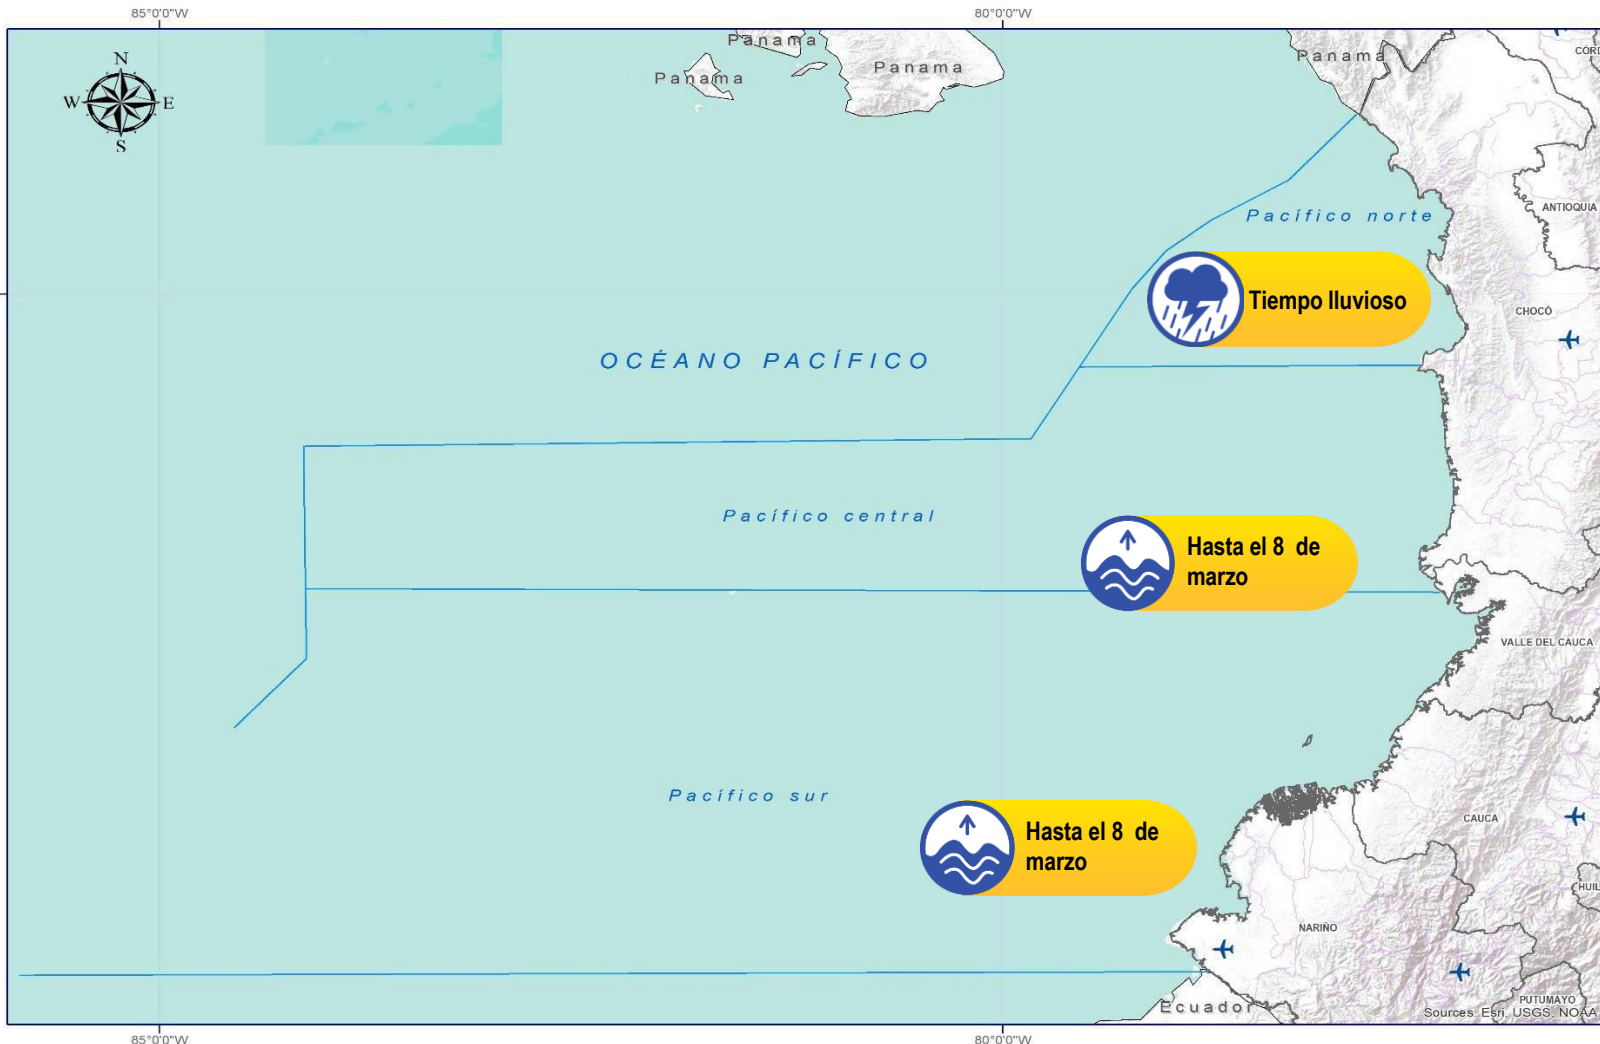 85°0'0"W
80°0'0"W
N
W
E
S
Panama
Panama
Panama
Panama
ANTIOQUIA
Pacífico norte
Tiempo lluvioso
CHOCÓ
OCÉANO PACÍFICO
Pacífico central
Hasta el 8 de
marzo
VALLE DEL CAUCA
Pacífico sur
Hasta el 8 de
marzo
CAUCA
HUIL
NARIÑO
PUTUMAYO
Ecuador
Sources: Esri, USGS, NOAA
85°0'0"W
80°0'0"W